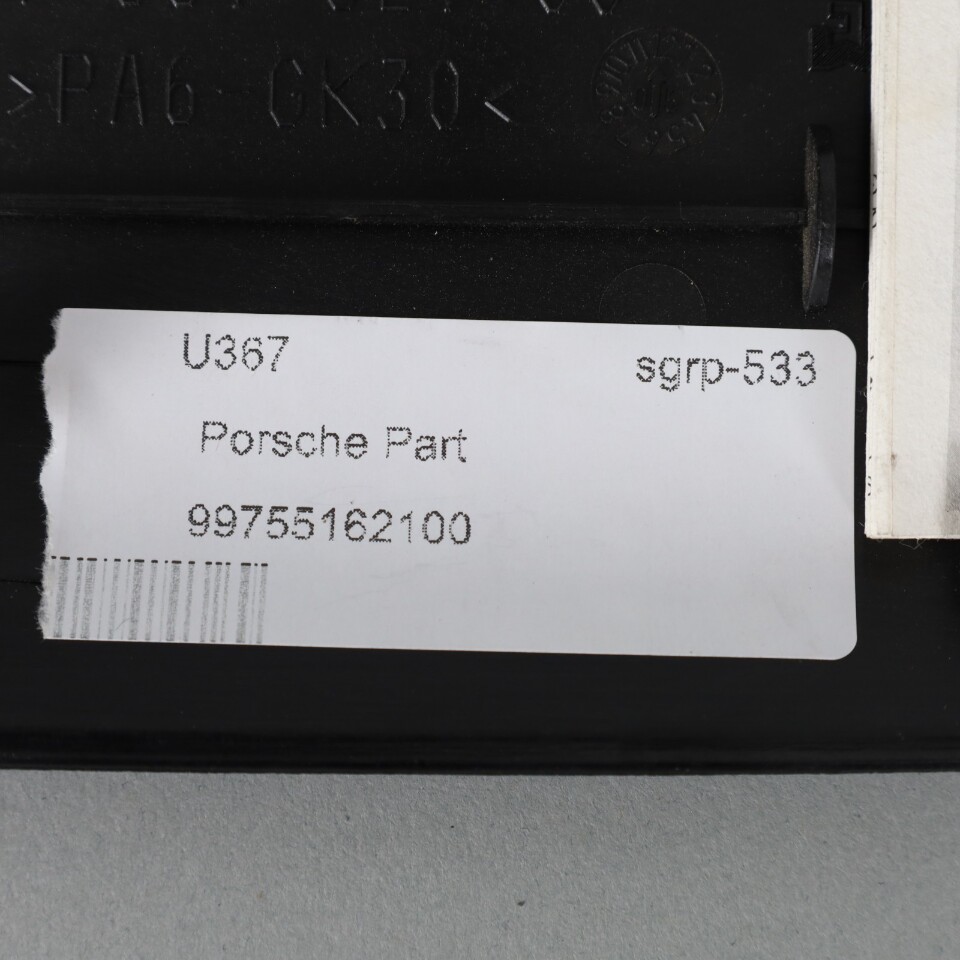 >PA6-GK30<
U367
sgrp-533
Porsche Part
99755162100